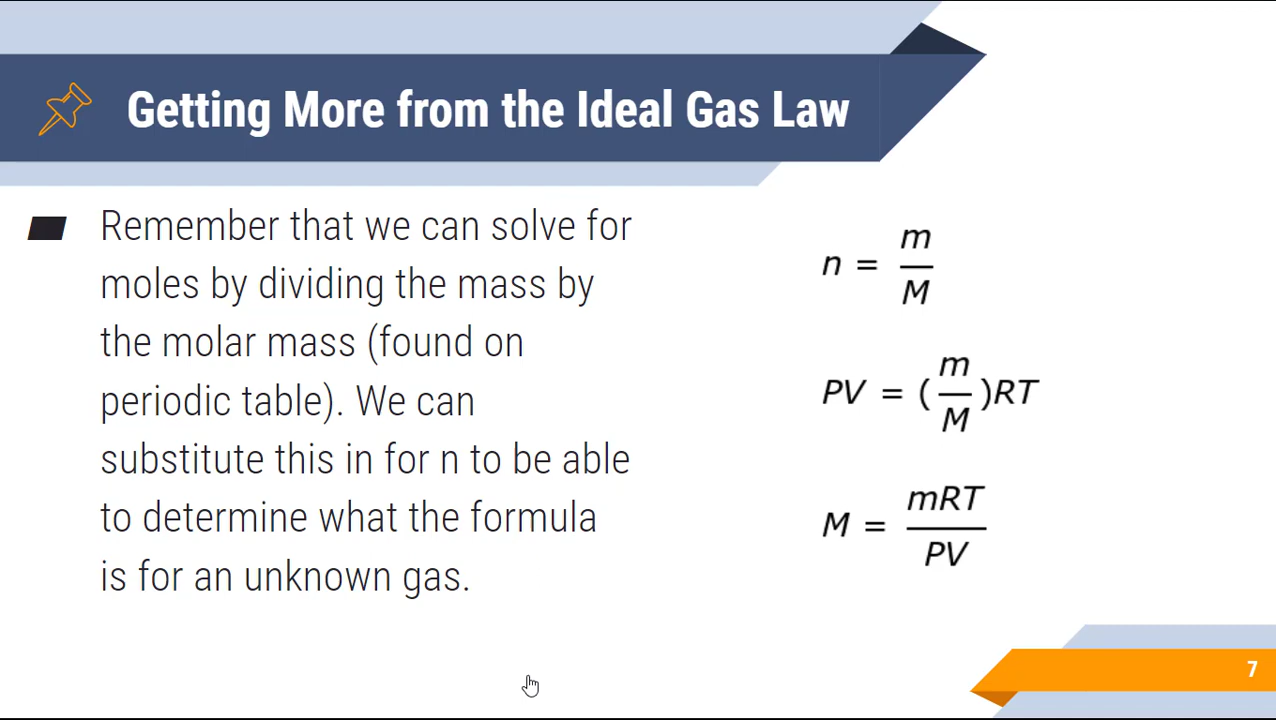 Getting More from the Ideal Gas Law
Remember that we can solve for
moles by dividing the mass by
the molar mass (found on
periodic table). We can
substitute this in for n to be able
to determine what the formula
is for an unknown gas.
n = m/M
PV = (m/M)RT
M = mRT/PV
7